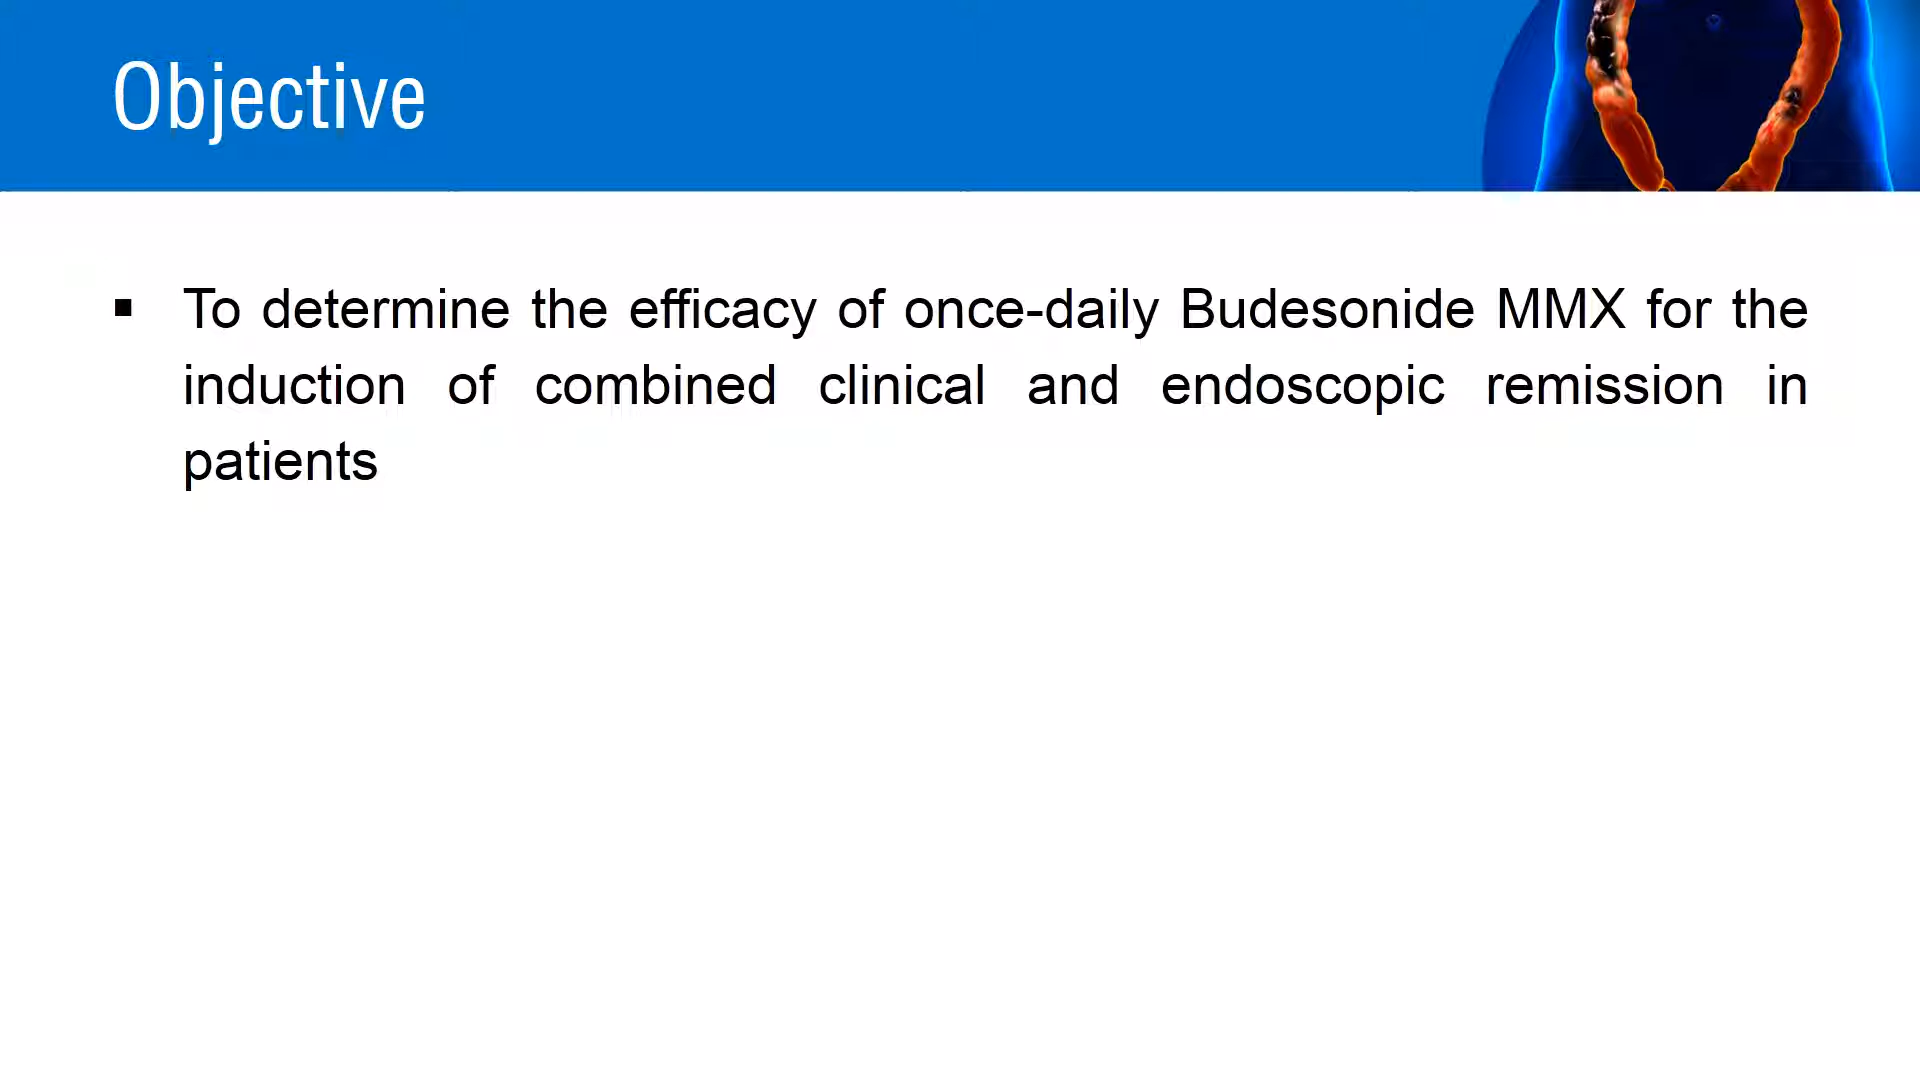 Objective
▪ To determine the efficacy of once-daily Budesonide MMX for the
induction of combined clinical and endoscopic remission in
patients